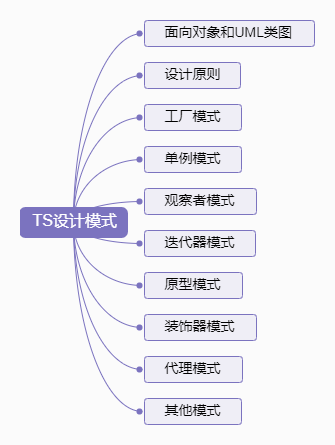 面向对象和UML类图
设计原则
工厂模式
单例模式
观察者模式
TS设计模式
迭代器模式
原型模式
装饰器模式
代理模式
其他模式